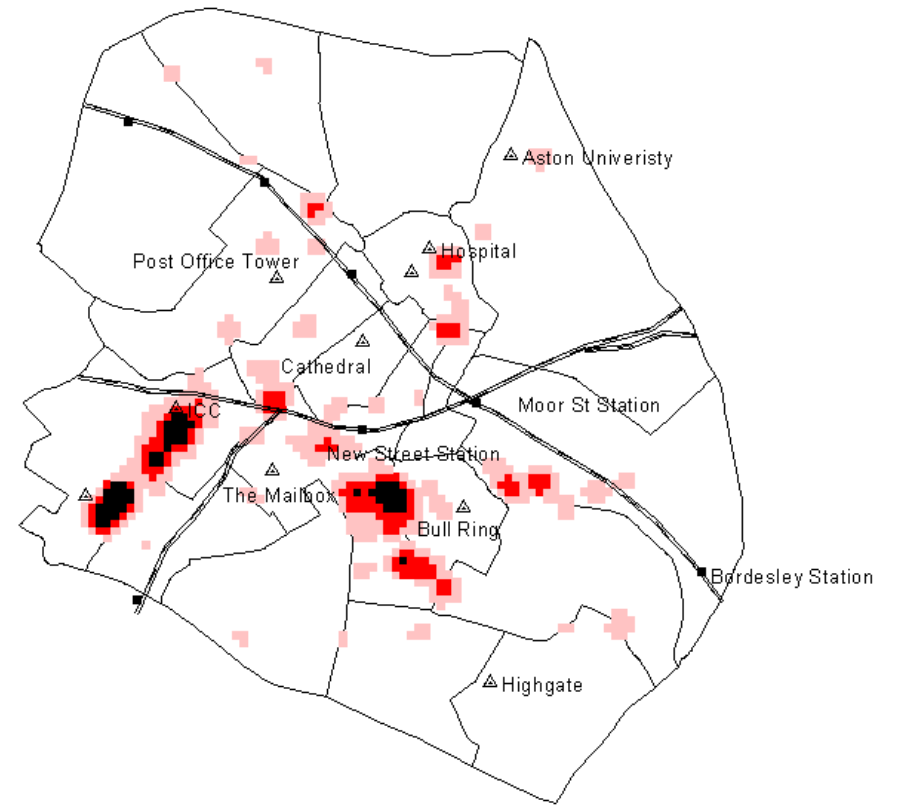 Aston Univeristy
Hospital
Post Office Tower
Cathedral
ICC
Moor St Station
New Street Station
The Mailbox
Bull Ring
Bordesley Station
Highgate